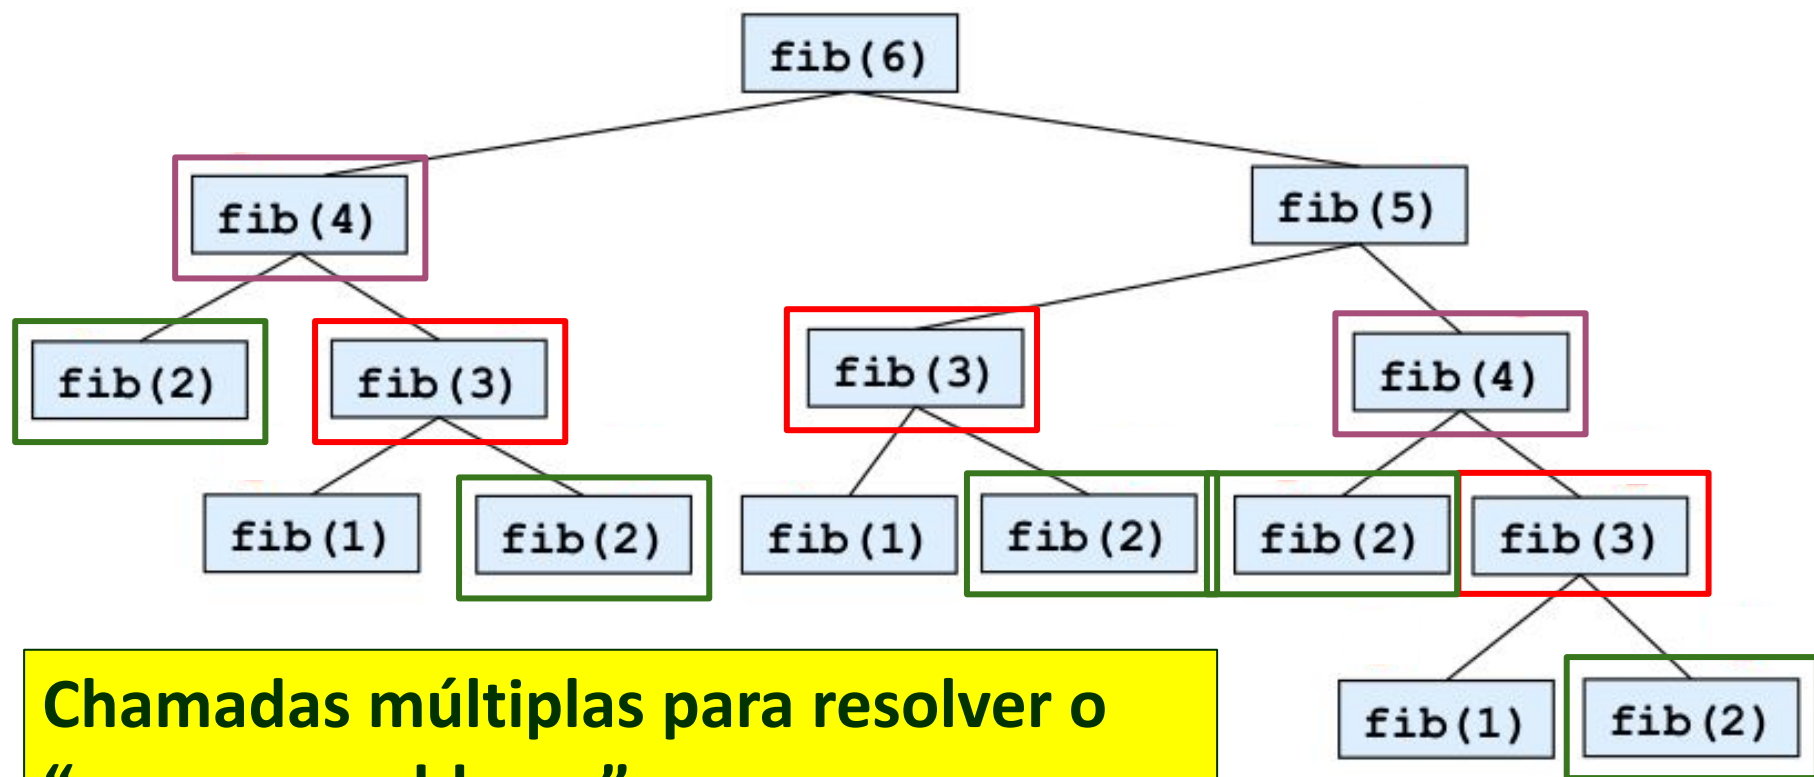 fib(6)
fib(4)
fib(5)
fib(2)
fib(3)
fib(3)
fib(4)
fib(1)
fib(2)
fib(1)
fib(2)
fib(2)
fib(3)
fib(1)
fib(2)
Chamadas múltiplas para resolver o